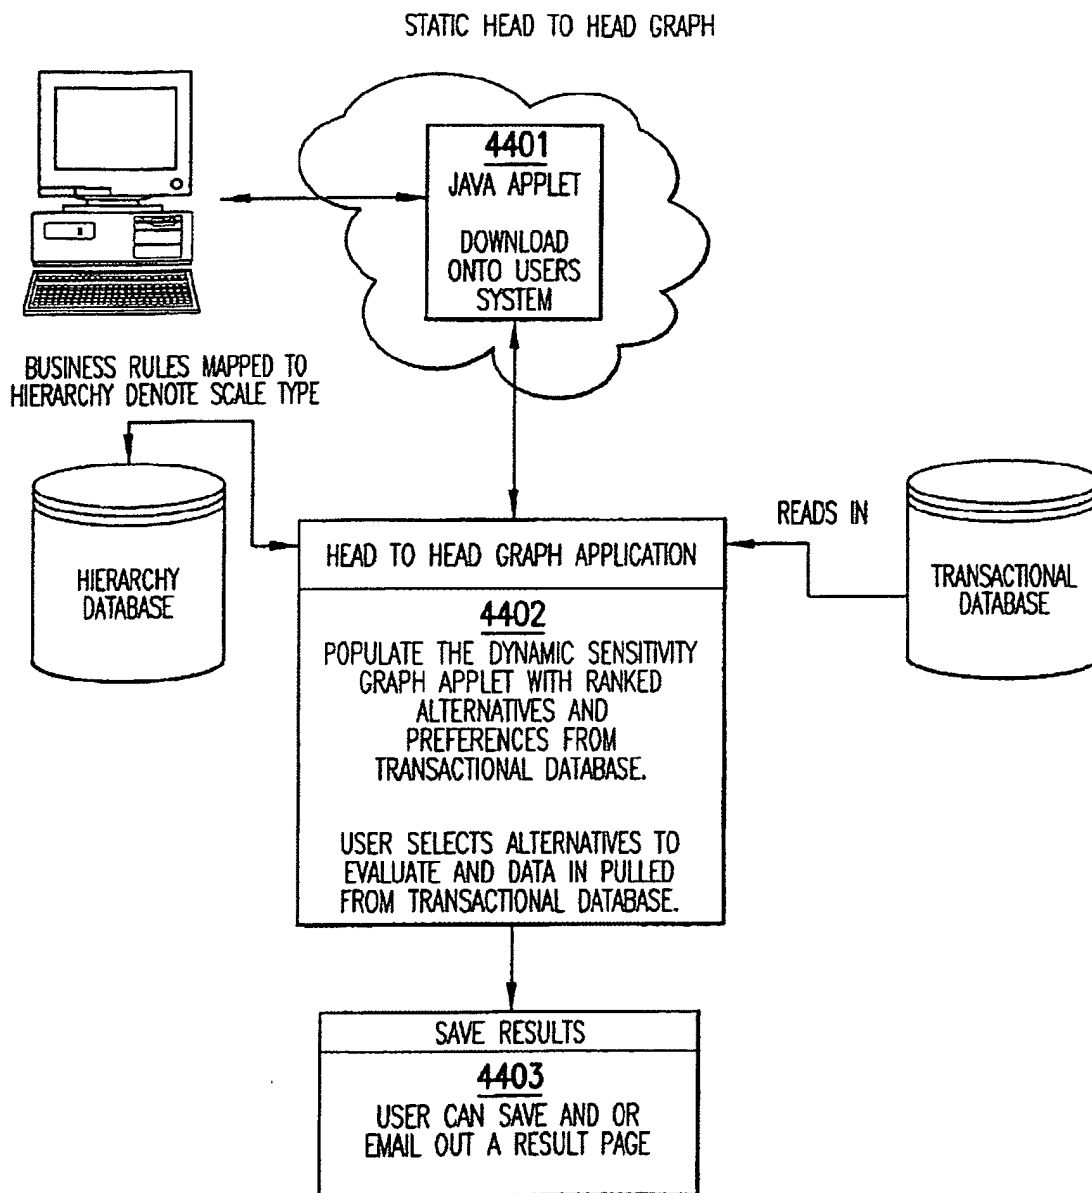 STATIC HEAD TO HEAD GRAPH
4401
JAVA APPLET
DOWNLOAD
ONTO USERS
SYSTEM
BUSINESS RULES MAPPED TO
HIERARCHY DENOTE SCALE TYPE
READS IN
HIERARCHY
DATABASE
HEAD TO HEAD GRAPH APPLICATION
TRANSACTIONAL
DATABASE
4402
POPULATE THE DYNAMIC SENSITIVITY
GRAPH APPLET WITH RANKED
ALTERNATIVES AND
PREFERENCES FROM
TRANSACTIONAL DATABASE.
USER SELECTS ALTERNATIVES TO
EVALUATE AND DATA IN PULLED
FROM TRANSACTIONAL DATABASE.
SAVE RESULTS
4403
USER CAN SAVE AND OR
EMAIL OUT A RESULT PAGE